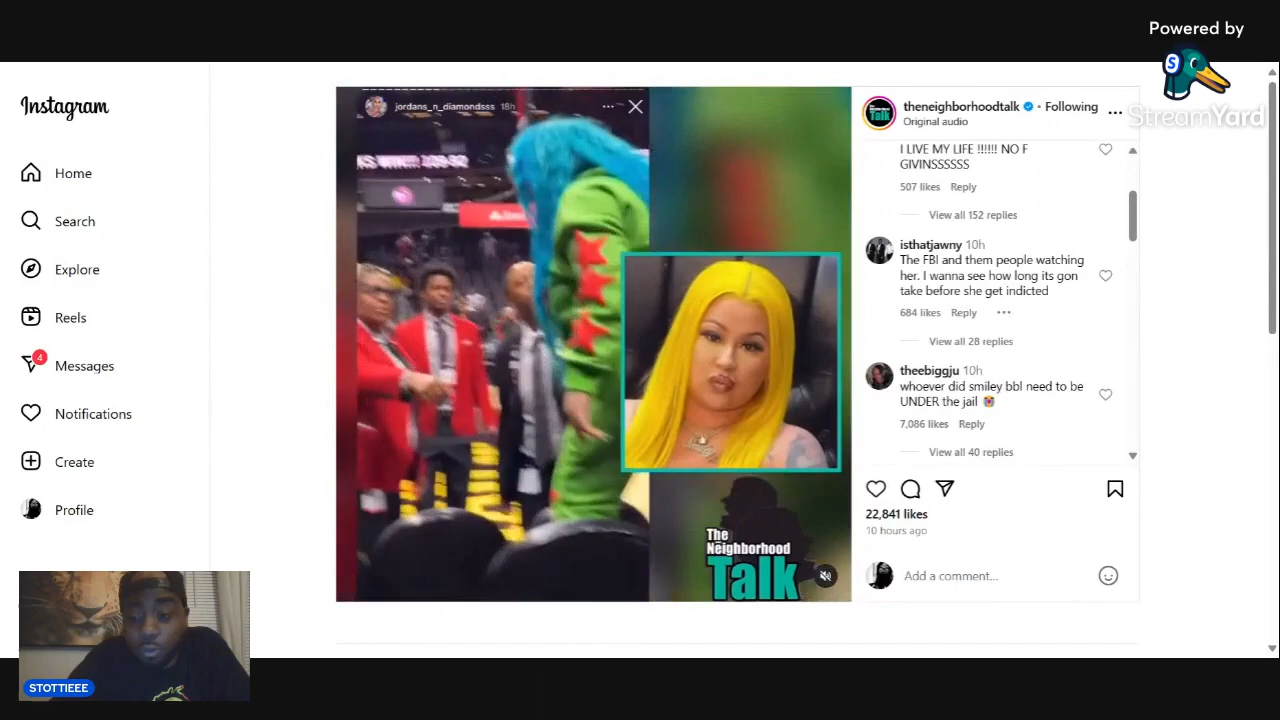 Powered by
StreamYard
Instagram
Home
Search
Explore
Reels
4
Messages
Notifications
Create
Profile
STOTTIEEE
jordans_n_diamondsss 18h
KS WIN!!! 109-92
The
Neighborhood
Talk
theneighborhoodtalk • Following
Original audio
I LIVE MY LIFE !!!!!! NO F
GIVINSSSSSS
507 likes Reply
View all 152 replies
isthatjawny 10h
The FBI and them people watching
her. I wanna see how long its gon
take before she get indicted
684 likes Reply
View all 28 replies
theebiggju 10h
whoever did smiley bbl need to be
UNDER the jail 😭
7,086 likes Reply
View all 40 replies
22,841 likes
10 hours ago
Add a comment...